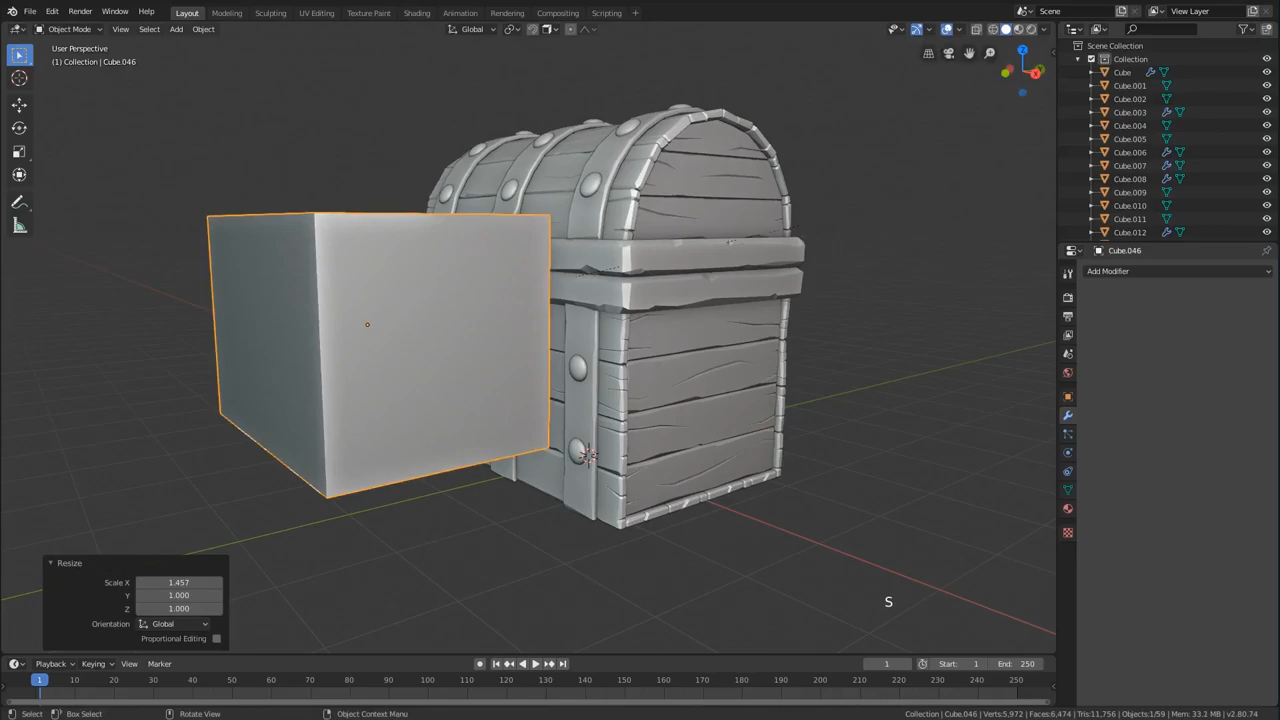 File Edit Render Window Help Layout Modeling Sculpting UV Editing Texture Paint Shading Animation Rendering Compositing Scripting + Scene View Layer
Object Mode View Select Add Object Global
User Perspective
(1) Collection | Cube.046
Scene Collection
Collection
Cube
Cube.001
Cube.002
Cube.003
Cube.004
Cube.005
Cube.006
Cube.007
Cube.008
Cube.009
Cube.010
Cube.011
Cube.012
Cube.046
Add Modifier
Resize
Scale X 1.457
Y 1.000
Z 1.000
Orientation Global
Proportional Editing
S
Playback Keying View Marker 1 Start: 1 End: 250
1 10 20 30 40 50 60 70 80 90 100 110 120 130 140 150 160 170 180 190 200 210 220 230 240 250
Select Box Select Rotate View Object Context Menu Collection | Cube.046 | Verts:5,972 | Faces:6,474 | Tris:11,756 | Objects:1/59 | Mem: 33.2 MB | v2.80.74